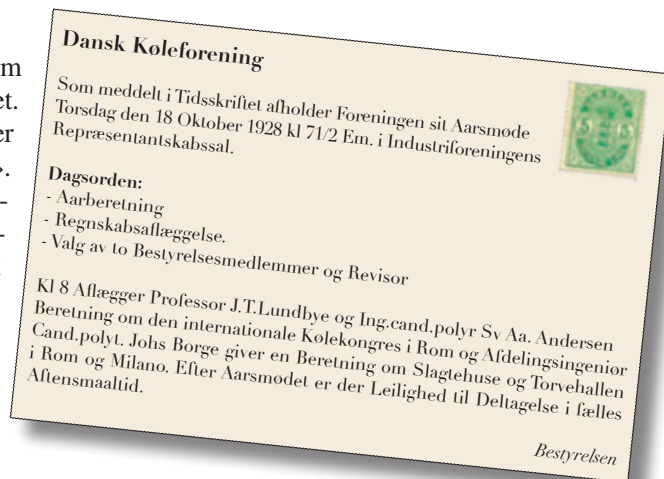 Dansk Køleforening
Som meddelt i Tidsskriftet afholder Foreningen sit Aarsmøde
Torsdag den 18 Oktober 1928 kl 71/2 Em. i Industriforeningens
Repræsentantskabssal.
Dagsorden:
- Aarberetning
- Regnskabsaflæggelse.
- Valg av to Bestyrelsesmedlemmer og Revisor
Kl 8 Aflægger Professor J.T.Lundbye og Ing.cand.polyr Sv Aa. Andersen
Beretning om den internationale Kølekongres i Rom og Afdelingsingeniør
Cand.polyt. Johs Borge giver en Beretning om Slagtehuse og Torvehallen
i Rom og Milano. Efter Aarsmødet er der Leilighed til Deltagelse i fælles
Aftensmaaltid.
Bestyrelsen